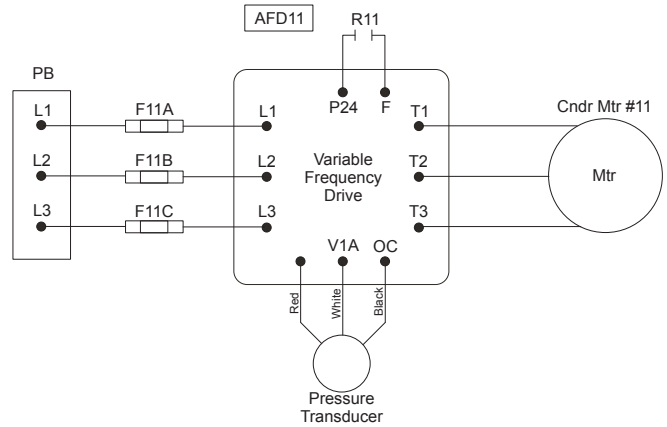 AFD11
R11
PB
P24 F
L1
F11A
L1
T1
Cndr Mtr #11
L2
F11B
L2
Variable
Frequency
Drive
T2
Mtr
L3
F11C
L3
T3
V1A OC
Red
White
Black
Pressure
Transducer